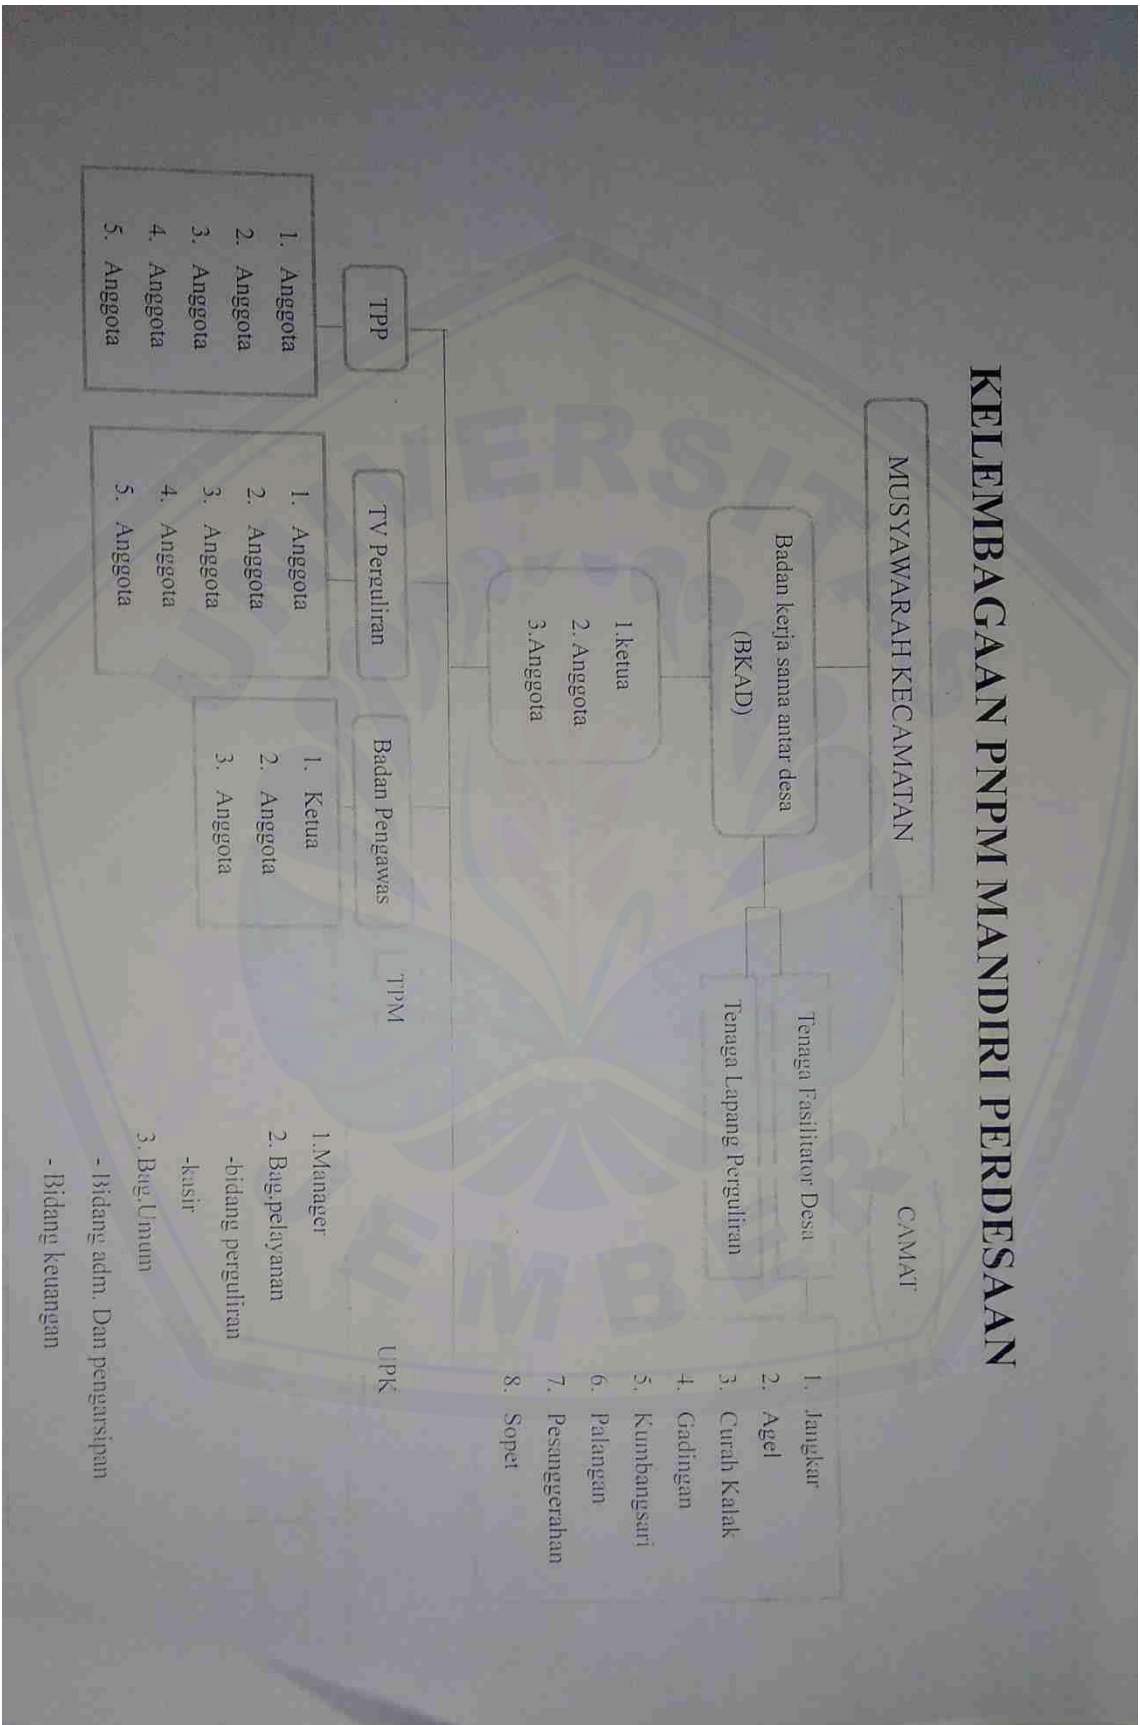 KELEMBAGAAN PNPM MANDIRI PERDESAAN
MUSYAWARAH KECAMATAN
CAMAT
Badan kerja sama antar desa
(BKAD)
Tenaga Fasilitator Desa
Tenaga Lapang Perguliran
1. Jangkar
2. Agel
3. Curah Kalak
4. Gadingan
5. Kumbangsari
6. Palangan
7. Pesanggerahan
8. Sopet
1.ketua
2. Anggota
3.Anggota
TPP
1. Anggota
2. Anggota
3. Anggota
4. Anggota
5. Anggota
TV Perguliran
1. Anggota
2. Anggota
3. Anggota
4. Anggota
5. Anggota
Badan Pengawas
1. Ketua
2. Anggota
3. Anggota
TPM
UPK
1.Manager
2. Bag.pelayanan
-bidang perguliran
-kasir
3. Bag.Umum
- Bidang adm. Dan pengarsipan
- Bidang keuangan
UNIVERSITAS JEMBER